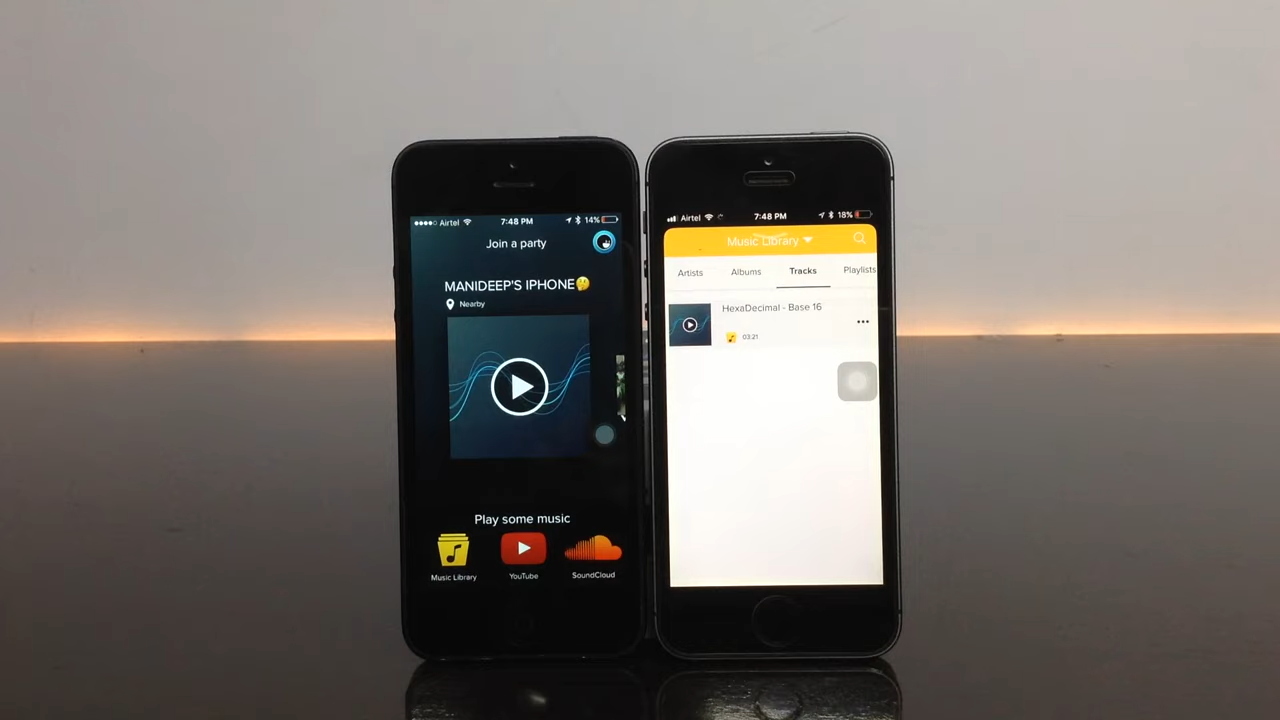 Airtel 7:48 PM 14%
Join a party
MANIDEEP'S IPHONE🤔
Nearby
Play some music
Music Library YouTube SoundCloud
Airtel 7:48 PM 18%
Music Library
Artists Albums Tracks Playlists
HexaDecimal - Base 16
03:21